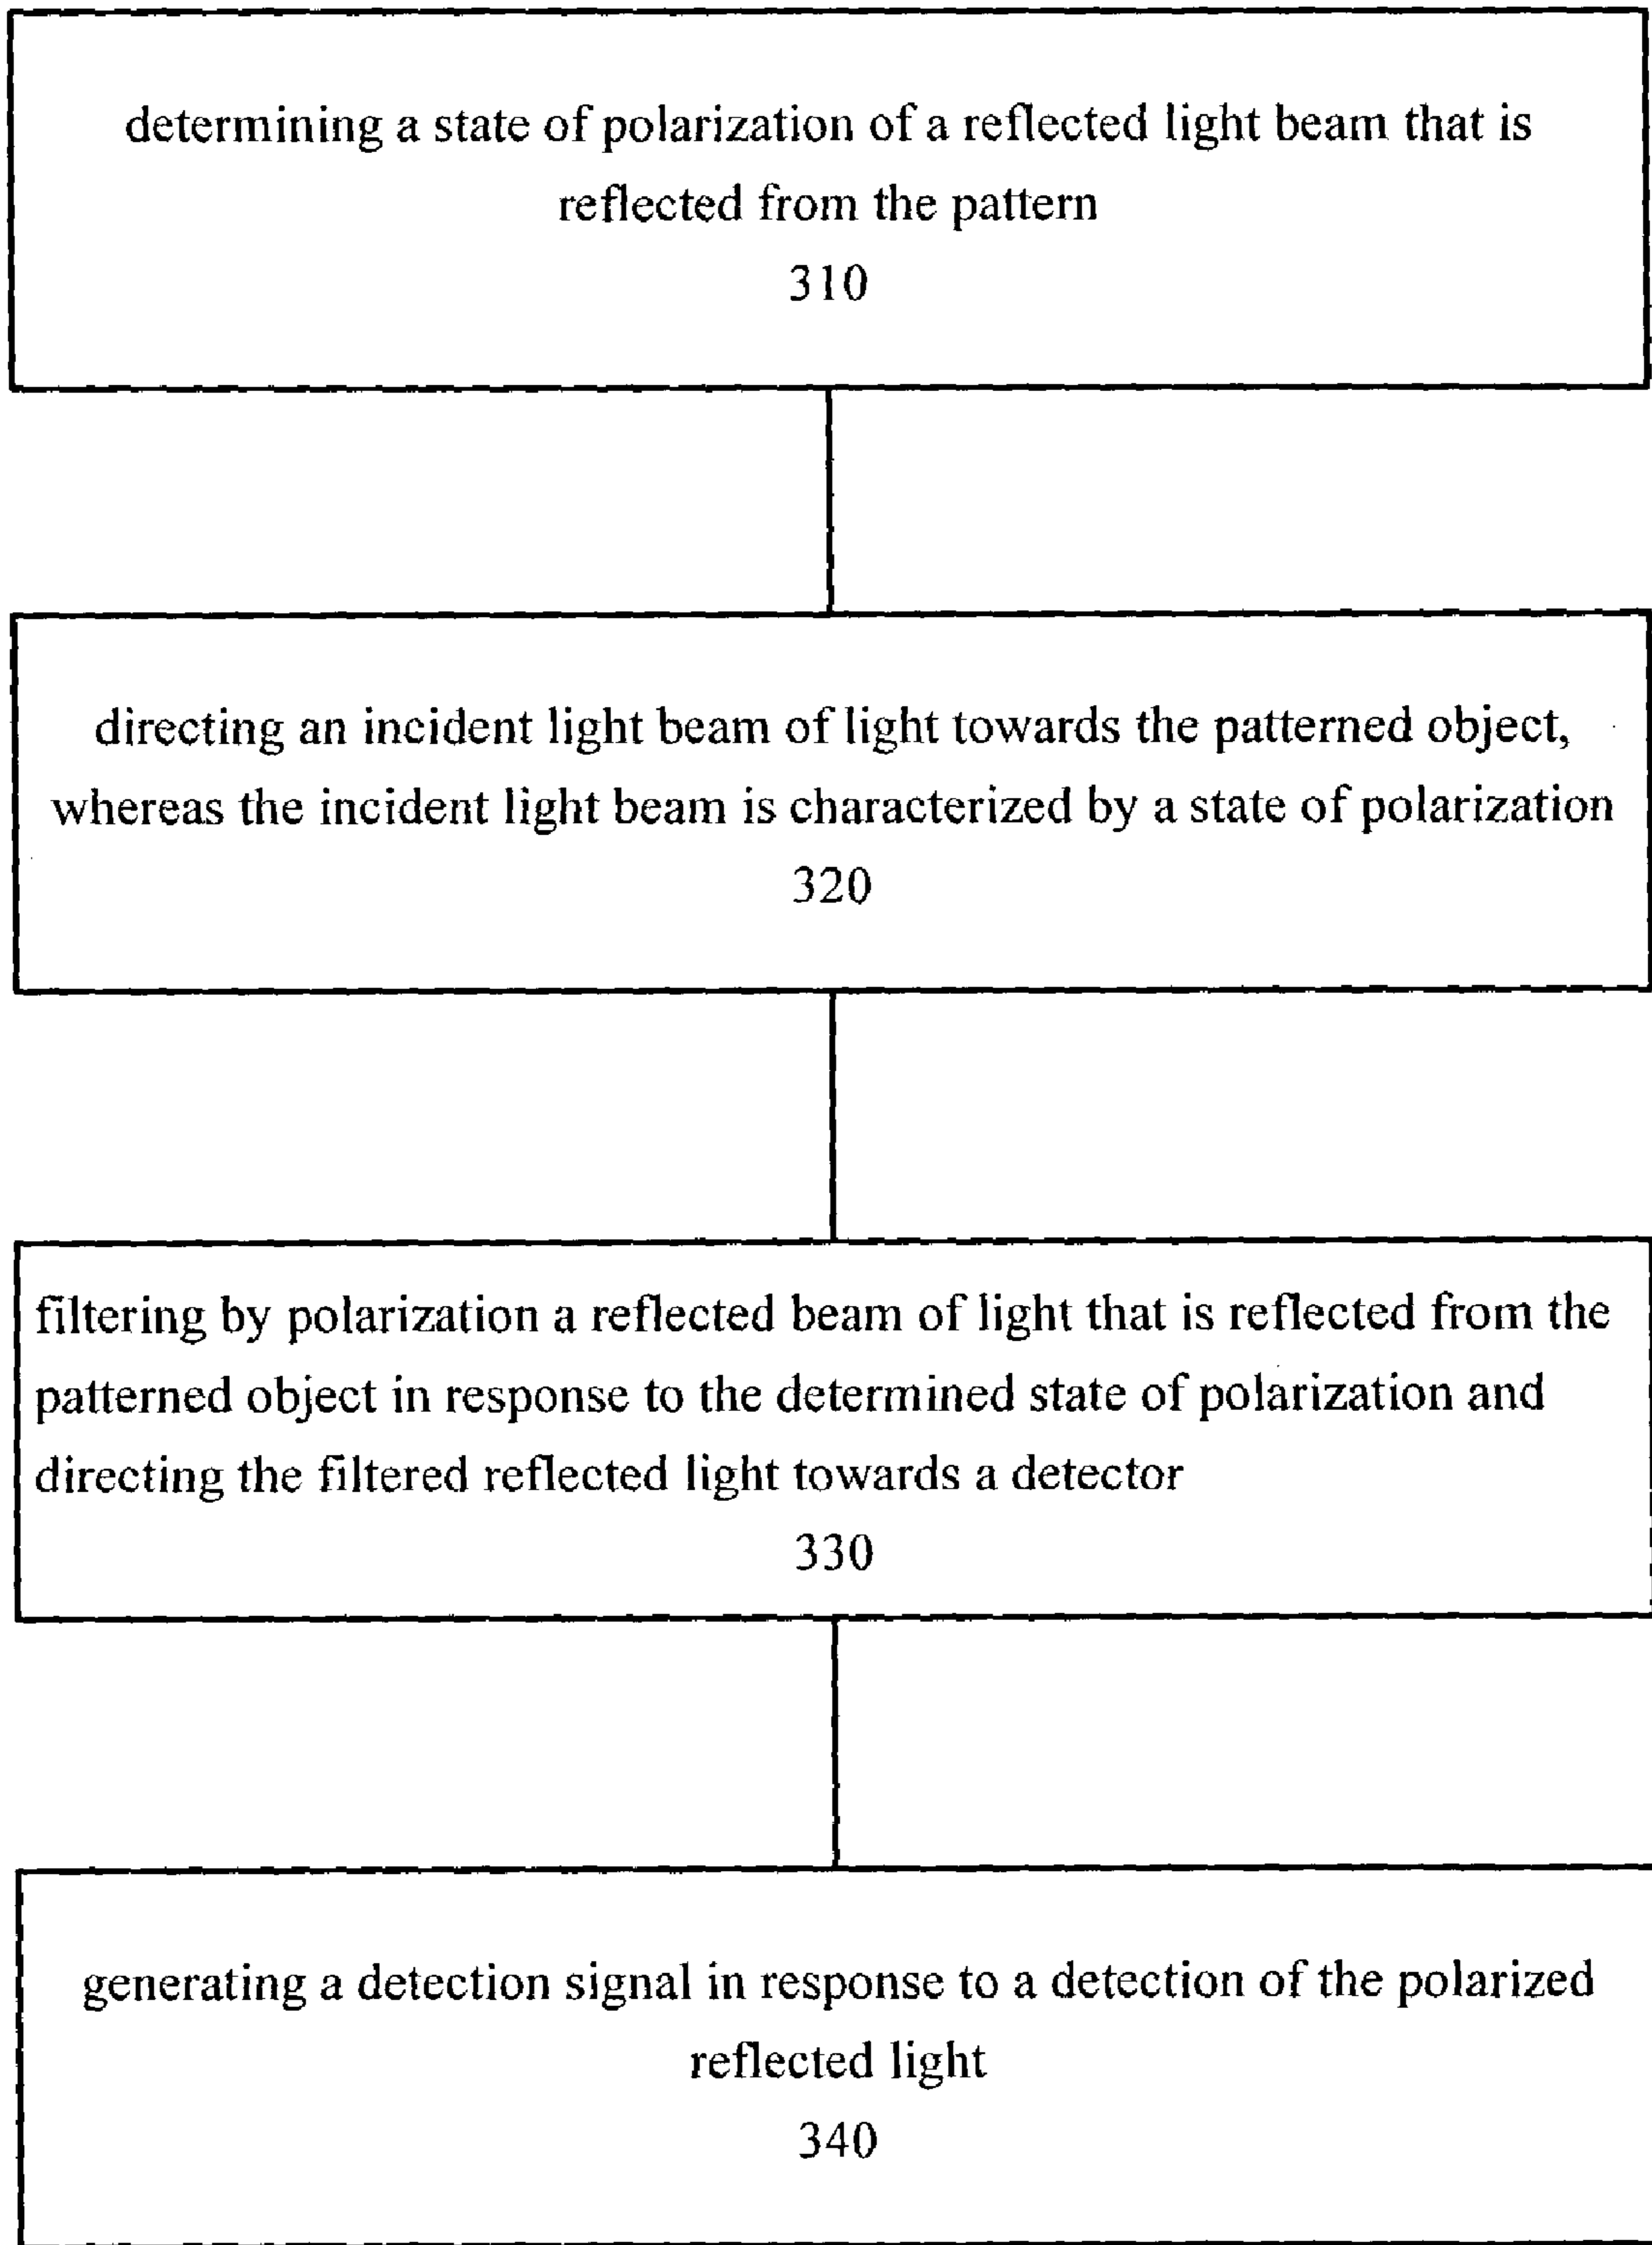 determining a state of polarization of a reflected light beam that is
reflected from the pattern
310
directing an incident light beam of light towards the patterned object,
whereas the incident light beam is characterized by a state of polarization
320
filtering by polarization a reflected beam of light that is reflected from the
patterned object in response to the determined state of polarization and
directing the filtered reflected light towards a detector
330
generating a detection signal in response to a detection of the polarized
reflected light
340